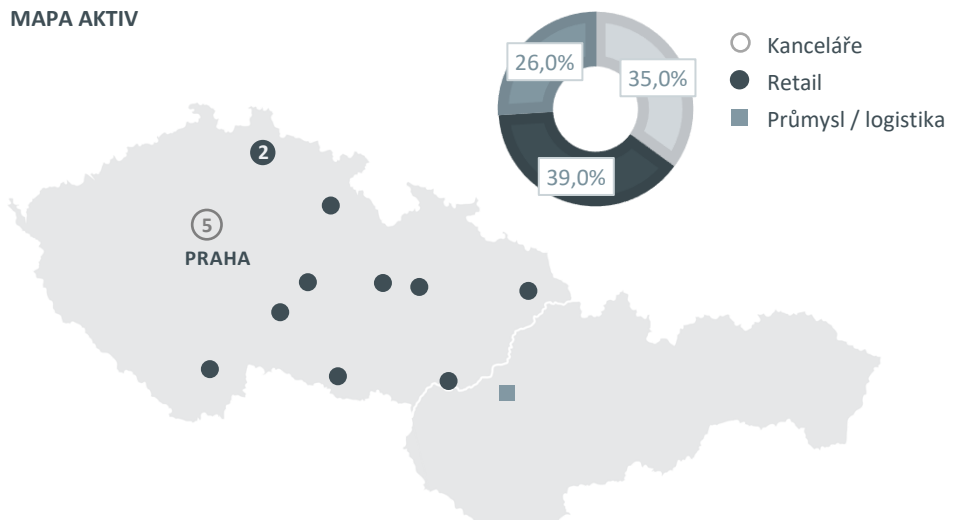 MAPA AKTIV
26,0%
35,0%
39,0%
Kanceláře
Retail
Průmysl / logistika
2
5
PRAHA